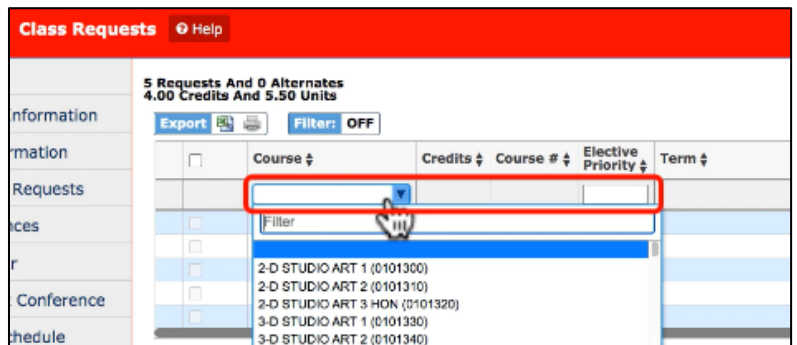 Class Requests Help
5 Requests And 0 Alternates
4.00 Credits And 5.50 Units
nformation
Export Filter: OFF
rmation
Course Credits Course # Elective Priority Term
Requests
nces
Filter
r
2-D STUDIO ART 1 (0101300)
2-D STUDIO ART 2 (0101310)
Conference
2-D STUDIO ART 3 HON (0101320)
3-D STUDIO ART 1 (0101330)
chedule
3-D STUDIO ART 2 (0101340)